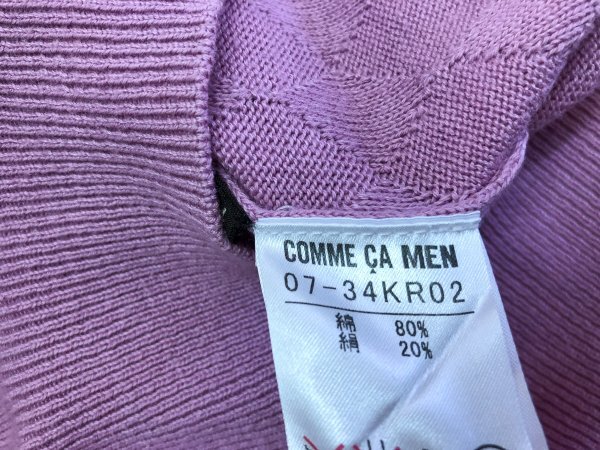 COMME ÇA MEN
07-34KR02
綿 80%
絹 20%